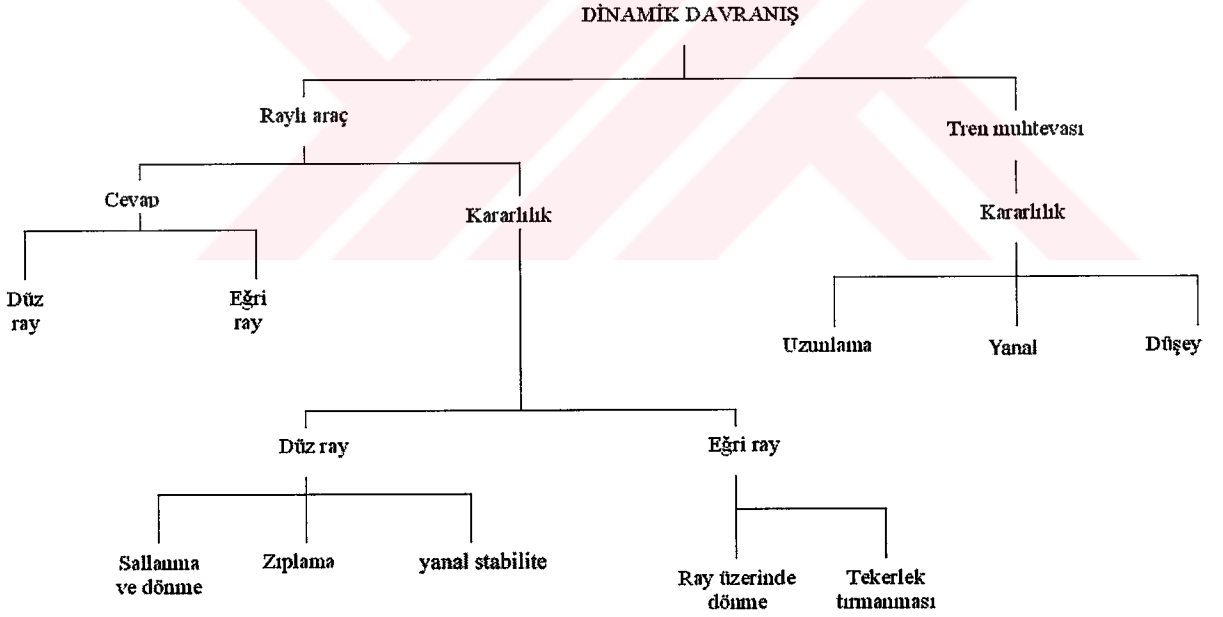 DİNAMİK DAVRANIŞ
Raylı araç
Tren muhtevası
Cevap
Kararlılık
Kararlılık
Düz
ray
Eğri
ray
Uzunlama
Yanal
Düşey
Düz ray
Eğri ray
Sallanma
ve dönme
Zıplama
yanal stabilite
Ray üzerinde
dönme
Tekerlek
tırmanması